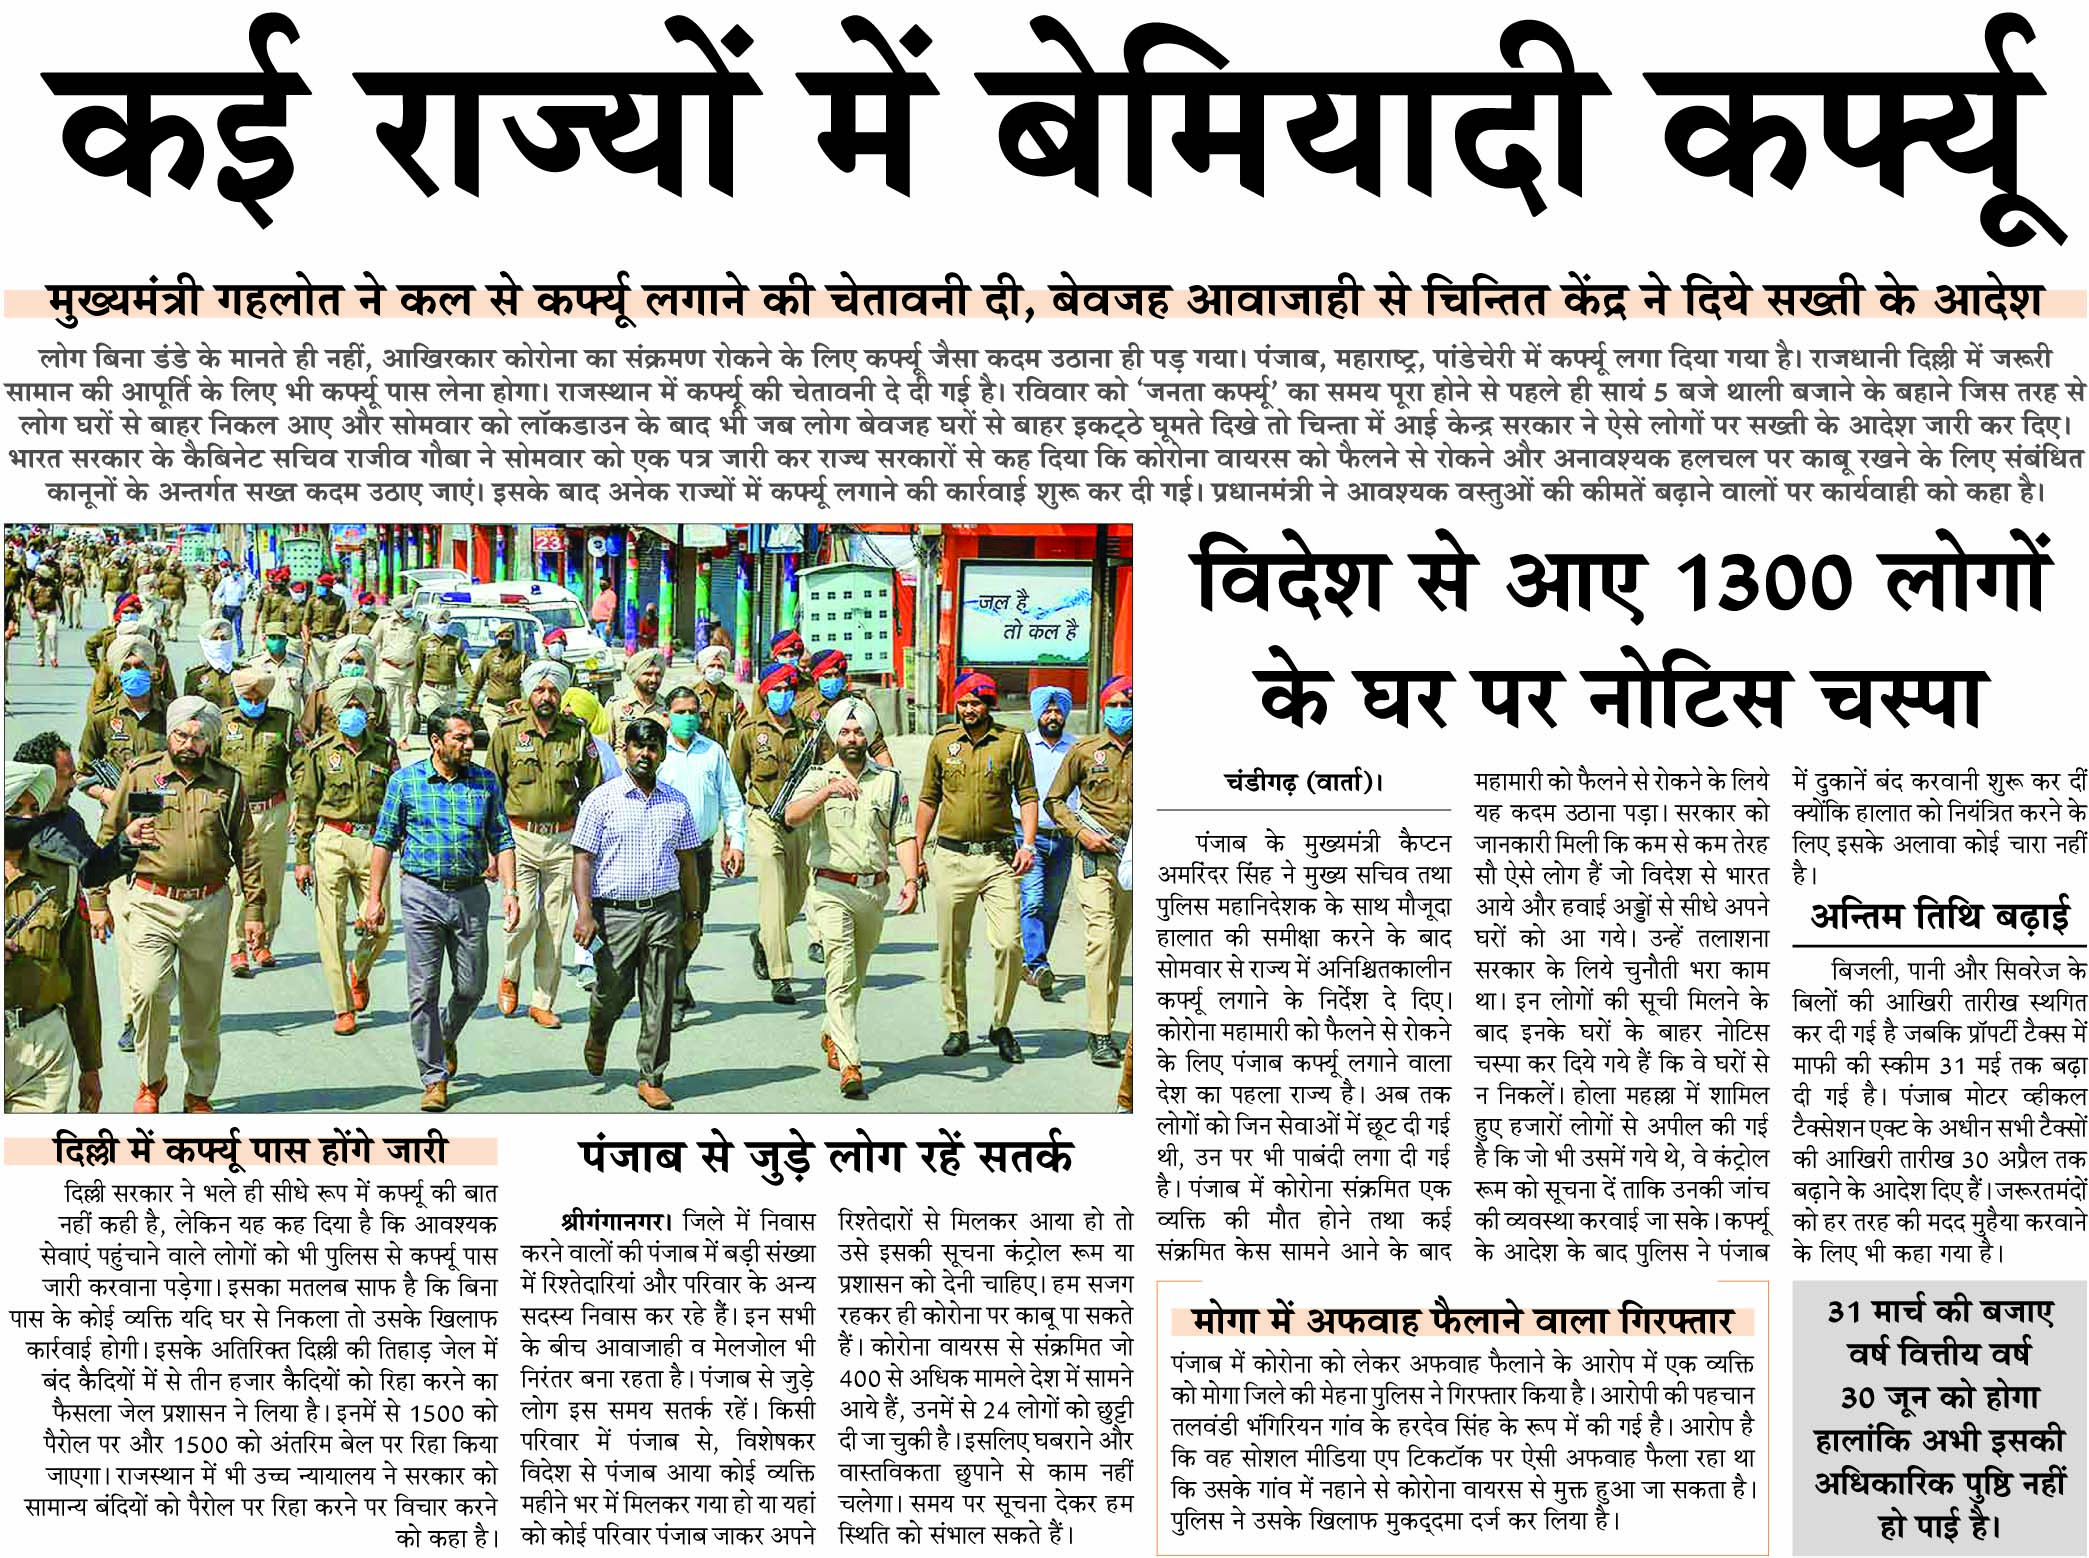 कई राज्यों में बेमियादी कर्फ्यू
मुख्यमंत्री गहलोत ने कल से कर्फ्यू लगाने की चेतावनी दी, बेवजह आवाजाही से चिन्तित केंद्र ने दिये सख्ती के आदेश
लोग बिना डंडे के मानते ही नहीं, आखिरकार कोरोना का संक्रमण रोकने के लिए कर्फ्यू जैसा कदम उठाना ही पड़ गया। पंजाब, महाराष्ट्र, पांडेचेरी में कर्फ्यू लगा दिया गया है। राजधानी दिल्ली में जरूरी
सामान की आपूर्ति के लिए भी कर्फ्यू पास लेना होगा। राजस्थान में कर्फ्यू की चेतावनी दे दी गई है। रविवार को ‘जनता कर्फ्यू’ का समय पूरा होने से पहले ही सायं 5 बजे थाली बजाने के बहाने जिस तरह से
लोग घरों से बाहर निकल आए और सोमवार को लॉकडाउन के बाद भी जब लोग बेवजह घरों से बाहर इकट्ठे घूमते दिखे तो चिन्ता में आई केन्द्र सरकार ने ऐसे लोगों पर सख्ती के आदेश जारी कर दिए।
भारत सरकार के कैबिनेट सचिव राजीव गौबा ने सोमवार को एक पत्र जारी कर राज्य सरकारों से कह दिया कि कोरोना वायरस को फैलने से रोकने और अनावश्यक हलचल पर काबू रखने के लिए संबंधित
कानूनों के अन्तर्गत सख्त कदम उठाए जाएं। इसके बाद अनेक राज्यों में कर्फ्यू लगाने की कार्रवाई शुरू कर दी गई। प्रधानमंत्री ने आवश्यक वस्तुओं की कीमतें बढ़ाने वालों पर कार्यवाही को कहा है।
23
जल है
तो कल है
दिल्ली में कर्फ्यू पास होंगे जारी
दिल्ली सरकार ने भले ही सीधे रूप में कर्फ्यू की बात
नहीं कही है, लेकिन यह कह दिया है कि आवश्यक
सेवाएं पहुंचाने वाले लोगों को भी पुलिस से कर्फ्यू पास
जारी करवाना पड़ेगा। इसका मतलब साफ है कि बिना
पास के कोई व्यक्ति यदि घर से निकला तो उसके खिलाफ
कार्रवाई होगी। इसके अतिरिक्त दिल्ली की तिहाड़ जेल में
बंद कैदियों में से तीन हजार कैदियों को रिहा करने का
फैसला जेल प्रशासन ने लिया है। इनमें से 1500 को
पैरोल पर और 1500 को अंतरिम बेल पर रिहा किया
जाएगा। राजस्थान में भी उच्च न्यायालय ने सरकार को
सामान्य बंदियों को पैरोल पर रिहा करने पर विचार करने
को कहा है।
पंजाब से जुड़े लोग रहें सतर्क
श्रीगंगानगर। जिले में निवास
करने वालों की पंजाब में बड़ी संख्या
में रिश्तेदारियां और परिवार के अन्य
सदस्य निवास कर रहे हैं। इन सभी
के बीच आवाजाही व मेलजोल भी
निरंतर बना रहता है। पंजाब से जुड़े
लोग इस समय सतर्क रहें। किसी
परिवार में पंजाब से, विशेषकर
विदेश से पंजाब आया कोई व्यक्ति
महीने भर में मिलकर गया हो या यहां
को कोई परिवार पंजाब जाकर अपने
रिश्तेदारों से मिलकर आया हो तो
उसे इसकी सूचना कंट्रोल रूम या
प्रशासन को देनी चाहिए। हम सजग
रहकर ही कोरोना पर काबू पा सकते
हैं। कोरोना वायरस से संक्रमित जो
400 से अधिक मामले देश में सामने
आये हैं, उनमें से 24 लोगों को छुट्टी
दी जा चुकी है। इसलिए घबराने और
वास्तविकता छुपाने से काम नहीं
चलेगा। समय पर सूचना देकर हम
स्थिति को संभाल सकते हैं।
विदेश से आए 1300 लोगों
के घर पर नोटिस चस्पा
चंडीगढ़ (वार्ता)।
पंजाब के मुख्यमंत्री कैप्टन
अमरिंदर सिंह ने मुख्य सचिव तथा
पुलिस महानिदेशक के साथ मौजूदा
हालात की समीक्षा करने के बाद
सोमवार से राज्य में अनिश्चितकालीन
कर्फ्यू लगाने के निर्देश दे दिए।
कोरोना महामारी को फैलने से रोकने
के लिए पंजाब कर्फ्यू लगाने वाला
देश का पहला राज्य है। अब तक
लोगों को जिन सेवाओं में छूट दी गई
थी, उन पर भी पाबंदी लगा दी गई
है। पंजाब में कोरोना संक्रमित एक
व्यक्ति की मौत होने तथा कई
संक्रमित केस सामने आने के बाद
महामारी को फैलने से रोकने के लिये
यह कदम उठाना पड़ा। सरकार को
जानकारी मिली कि कम से कम तेरह
सौ ऐसे लोग हैं जो विदेश से भारत
आये और हवाई अड्डों से सीधे अपने
घरों को आ गये। उन्हें तलाशना
सरकार के लिये चुनौती भरा काम
था। इन लोगों की सूची मिलने के
बाद इनके घरों के बाहर नोटिस
चस्पा कर दिये गये हैं कि वे घरों से
न निकलें। होला महल्ला में शामिल
हुए हजारों लोगों से अपील की गई
है कि जो भी उसमें गये थे, वे कंट्रोल
रूम को सूचना दें ताकि उनकी जांच
की व्यवस्था करवाई जा सके। कर्फ्यू
के आदेश के बाद पुलिस ने पंजाब
में दुकानें बंद करवानी शुरू कर दीं
क्योंकि हालात को नियंत्रित करने के
लिए इसके अलावा कोई चारा नहीं
है।
अन्तिम तिथि बढ़ाई
बिजली, पानी और सिवरेज के
बिलों की आखिरी तारीख स्थगित
कर दी गई है जबकि प्रॉपर्टी टैक्स में
माफी की स्कीम 31 मई तक बढ़ा
दी गई है। पंजाब मोटर व्हीकल
टैक्सेशन एक्ट के अधीन सभी टैक्सों
की आखिरी तारीख 30 अप्रैल तक
बढ़ाने के आदेश दिए हैं। जरूरतमंदों
को हर तरह की मदद मुहैया करवाने
के लिए भी कहा गया है।
मोगा में अफवाह फैलाने वाला गिरफ्तार
पंजाब में कोरोना को लेकर अफवाह फैलाने के आरोप में एक व्यक्ति
को मोगा जिले की मेहना पुलिस ने गिरफ्तार किया है। आरोपी की पहचान
तलवंडी भंगिरियन गांव के हरदेव सिंह के रूप में की गई है। आरोप है
कि वह सोशल मीडिया एप टिकटॉक पर ऐसी अफवाह फैला रहा था
कि उसके गांव में नहाने से कोरोना वायरस से मुक्त हुआ जा सकता है।
पुलिस ने उसके खिलाफ मुकद्दमा दर्ज कर लिया है।
31 मार्च की बजाए
वर्ष वित्तीय वर्ष
30 जून को होगा
हालांकि अभी इसकी
अधिकारिक पुष्टि नहीं
हो पाई है।